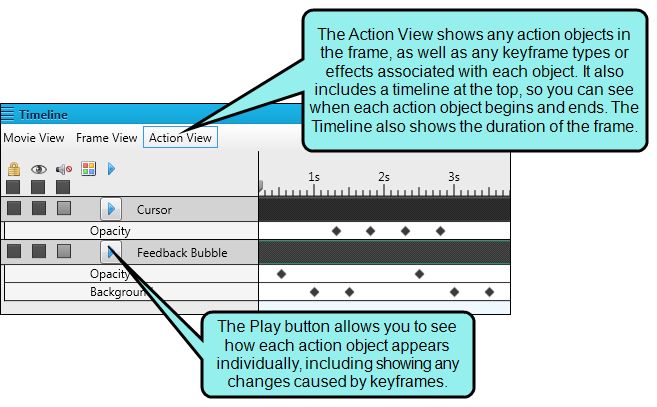 The Action View shows any action objects in
the frame, as well as any keyframe types or
effects associated with each object. It also
includes a timeline at the top, so you can see
when each action object begins and ends. The
Timeline also shows the duration of the frame.
Timeline
Movie View Frame View Action View
1s 2s 3s
Cursor
Opacity
Feedback Bubble
Opacity
The Play button allows you to see
how each action object appears
individually, including showing any
changes caused by keyframes.